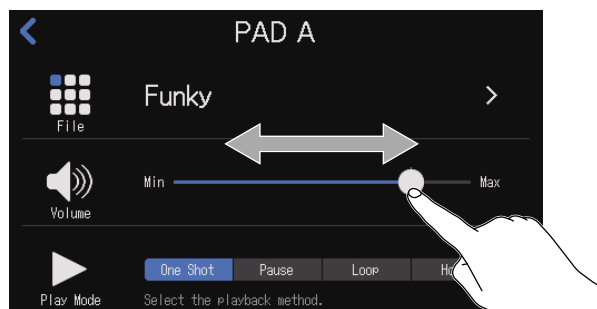 PAD A
Funky
File
Min
Max
Volume
One Shot Pause Loop
Play Mode
Select the playback method.